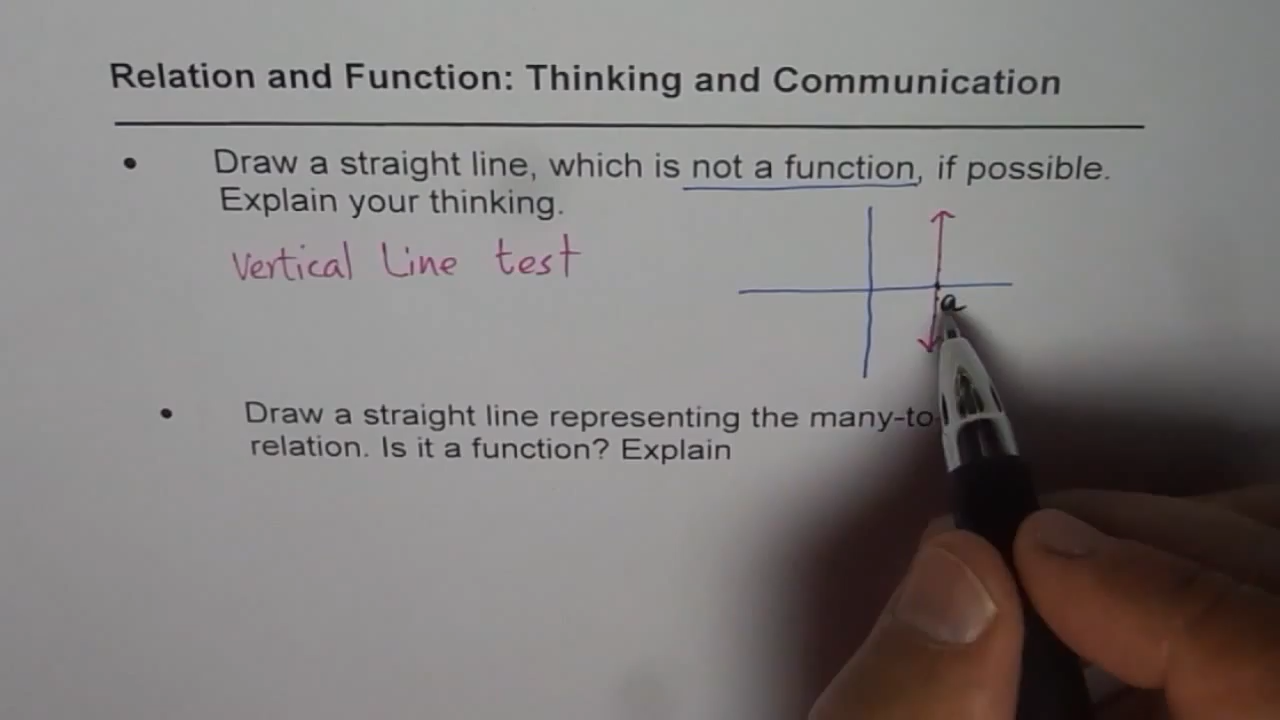 Relation and Function: Thinking and Communication
• Draw a straight line, which is not a function, if possible.
Explain your thinking.
Vertical Line test
a
• Draw a straight line representing the many-to
relation. Is it a function? Explain